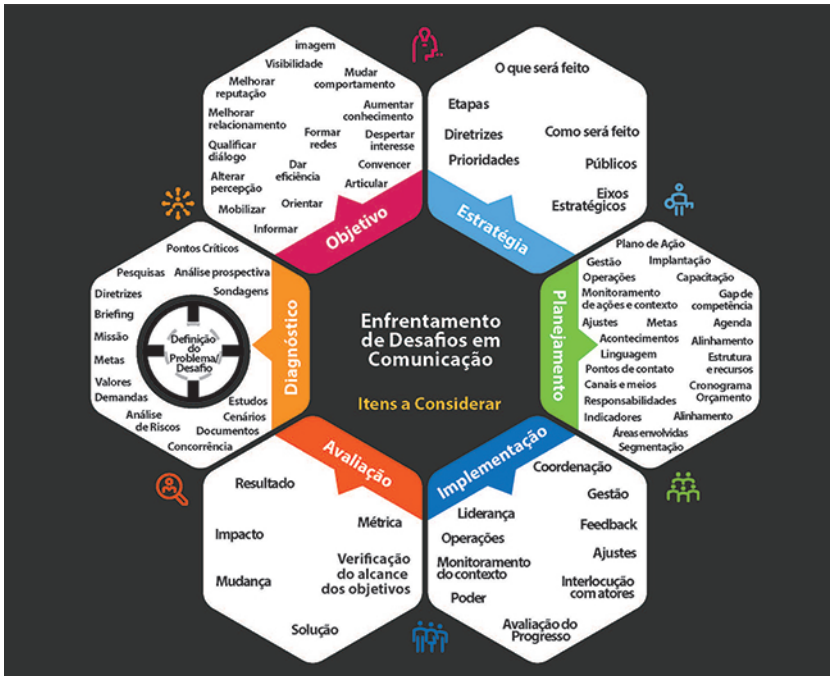 Enfrentamento
de Desafios em
Comunicação
Itens a Considerar
Diagnóstico
Pontos Críticos
Pesquisas
Análise prospectiva
Diretrizes
Sondagens
Briefing
Missão
Definição
do
Problema/
Desafio
Metas
Valores
Demandas
Estudos
Análise
de Riscos
Cenários
Documentos
Concorrência
Objetivo
imagem
Visibilidade
Mudar
comportamento
Melhorar
reputação
Aumentar
conhecimento
Melhorar
relacionamento
Formar
redes
Despertar
interesse
Qualificar
diálogo
Dar
eficiência
Convencer
Alterar
percepção
Articular
Mobilizar
Orientar
Informar
Estratégia
O que será feito
Etapas
Diretrizes
Como será feito
Prioridades
Públicos
Eixos
Estratégicos
Planejamento
Plano de Ação
Gestão
Implantação
Operações
Capacitação
Monitoramento
de ações e contexto
Gap de
competência
Ajustes
Metas
Agenda
Acontecimentos
Alinhamento
Linguagem
Estrutura
e recursos
Pontos de contato
Canais e meios
Cronograma
Responsabilidades
Orçamento
Indicadores
Alinhamento
Áreas envolvidas
Segmentação
Implementação
Coordenação
Gestão
Liderança
Feedback
Operações
Ajustes
Monitoramento
do contexto
Interlocução
com atores
Poder
Avaliação do
Progresso
Avaliação
Resultado
Métrica
Impacto
Verificação
do alcance
dos objetivos
Mudança
Solução